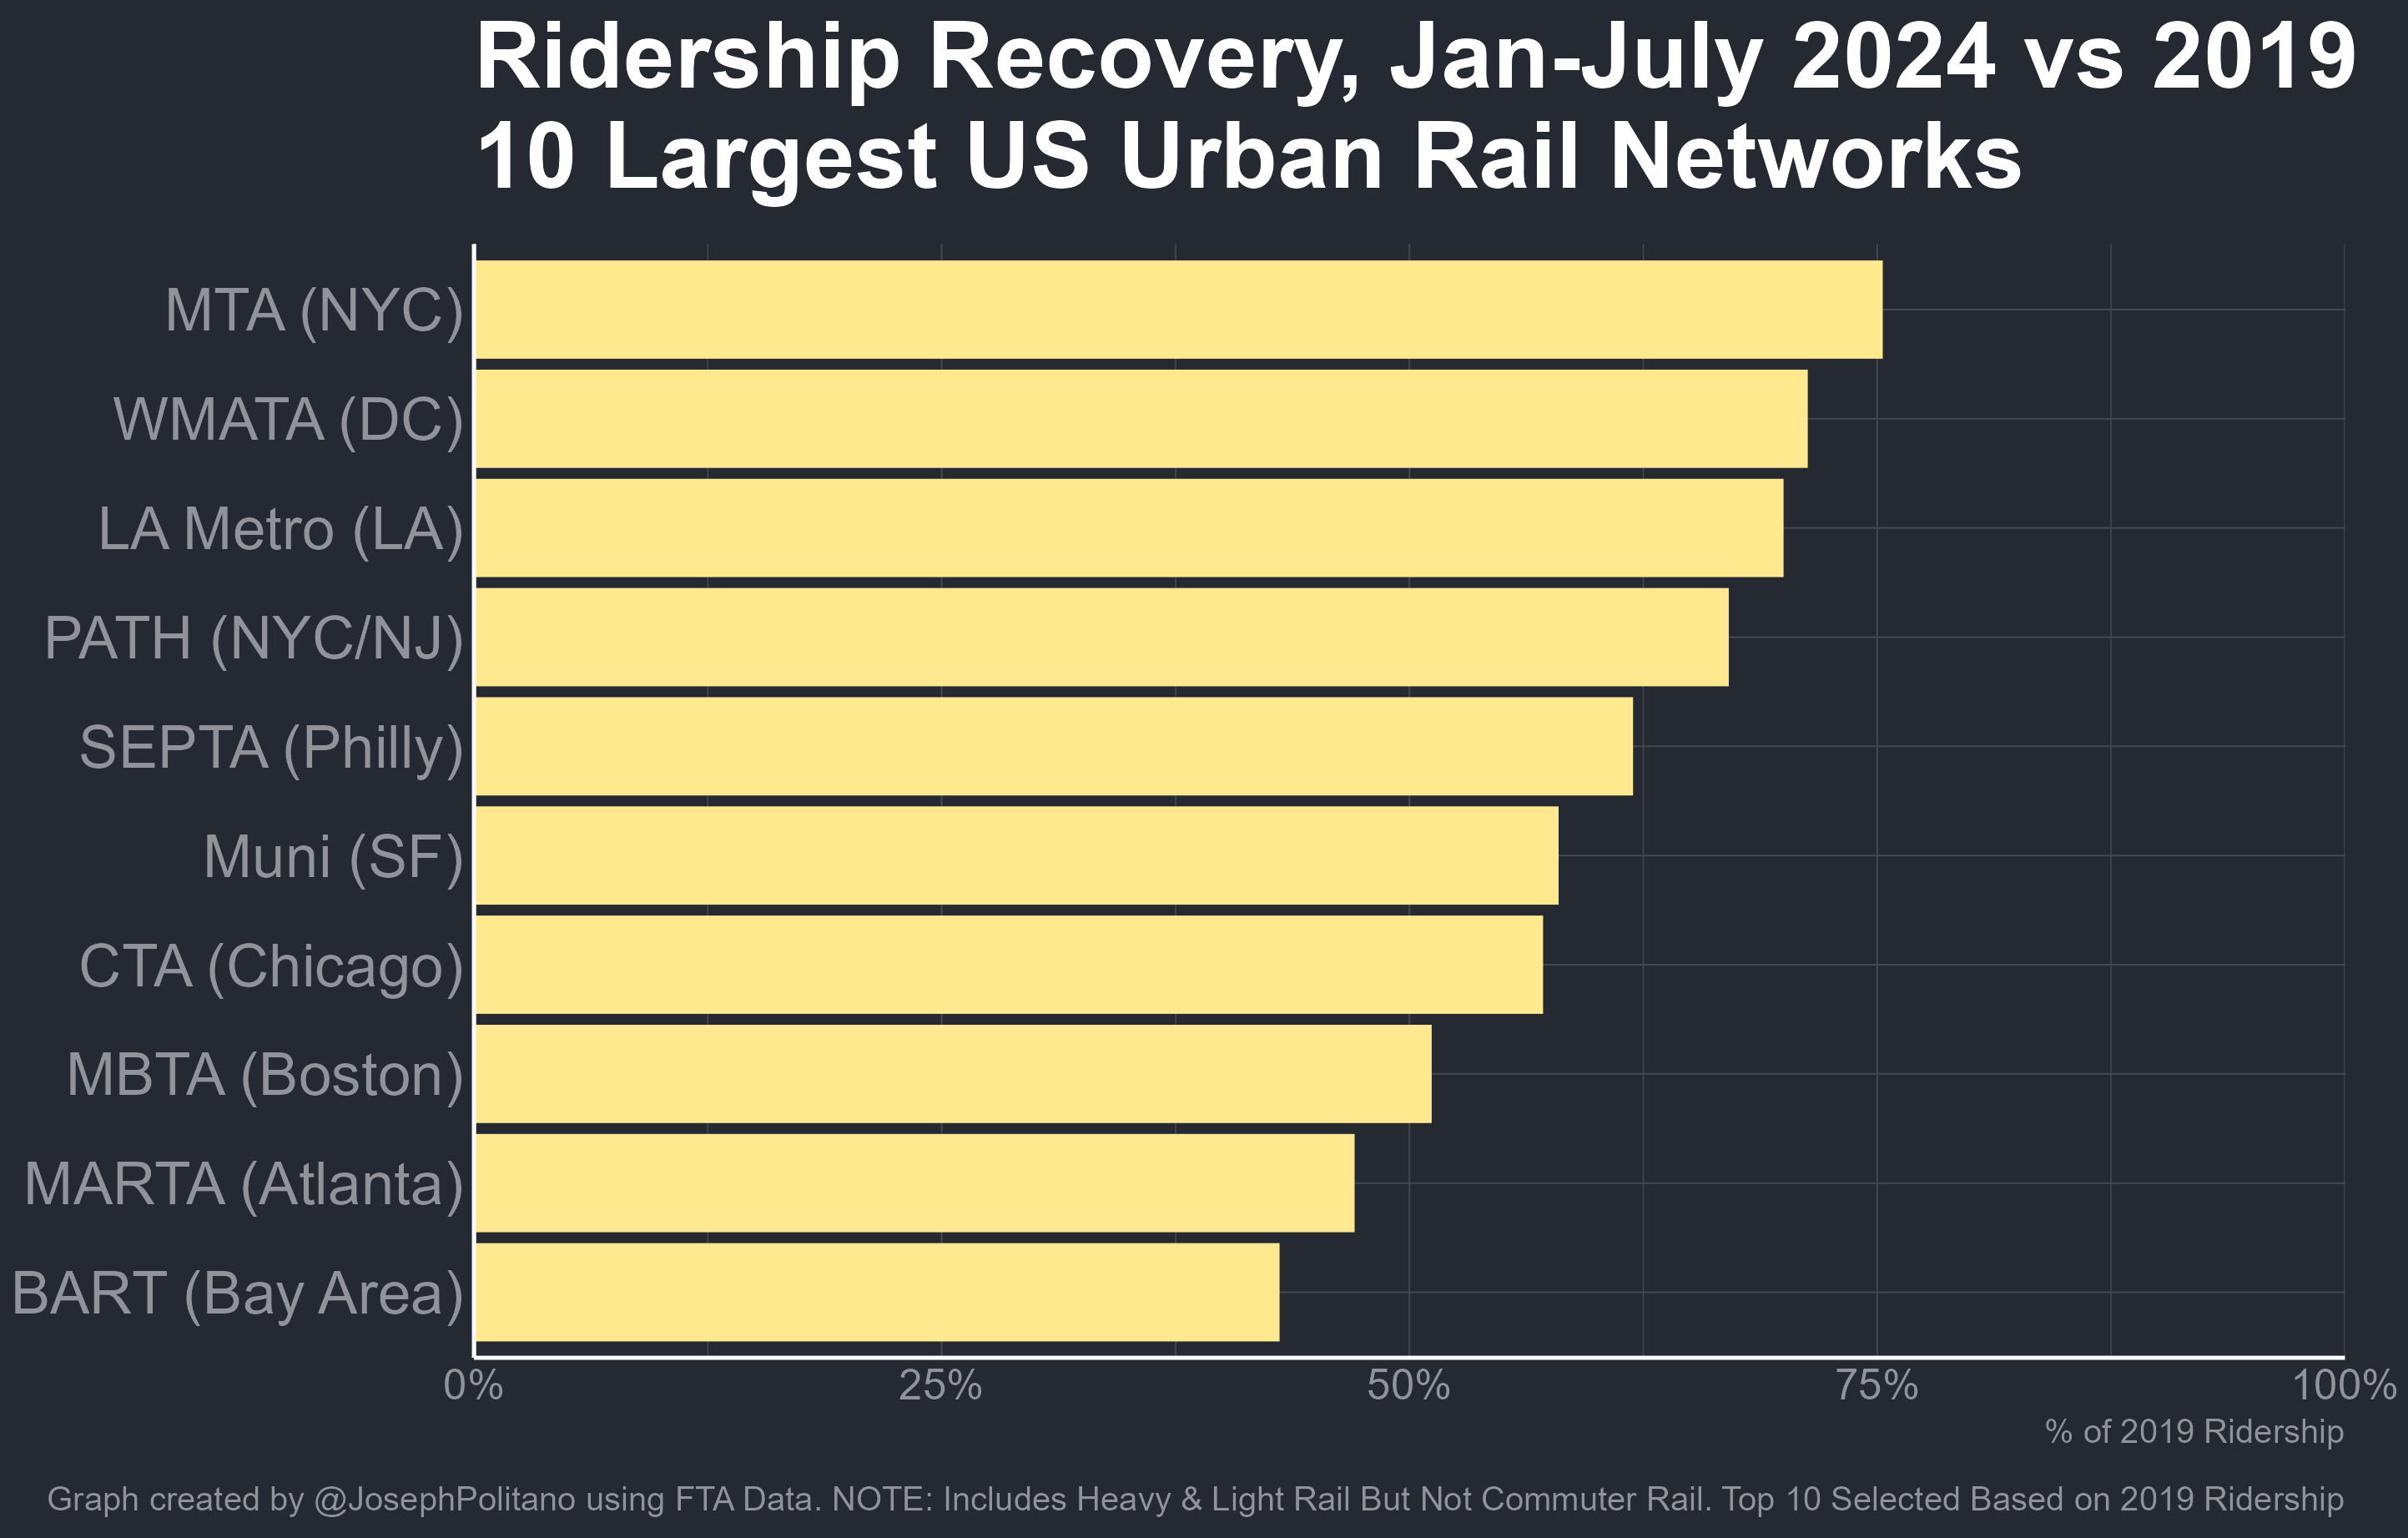 Ridership Recovery, Jan-July 2024 vs 2019
10 Largest US Urban Rail Networks
MTA (NYC)
WMATA (DC)
LA Metro (LA)
PATH (NYC/NJ)
SEPTA (Philly)
Muni (SF)
CTA (Chicago)
MBTA (Boston)
MARTA (Atlanta)
BART (Bay Area)
0% 25% 50% 75% 100%
% of 2019 Ridership
Graph created by @JosephPolitano using FTA Data. NOTE: Includes Heavy & Light Rail But Not Commuter Rail. Top 10 Selected Based on 2019 Ridership